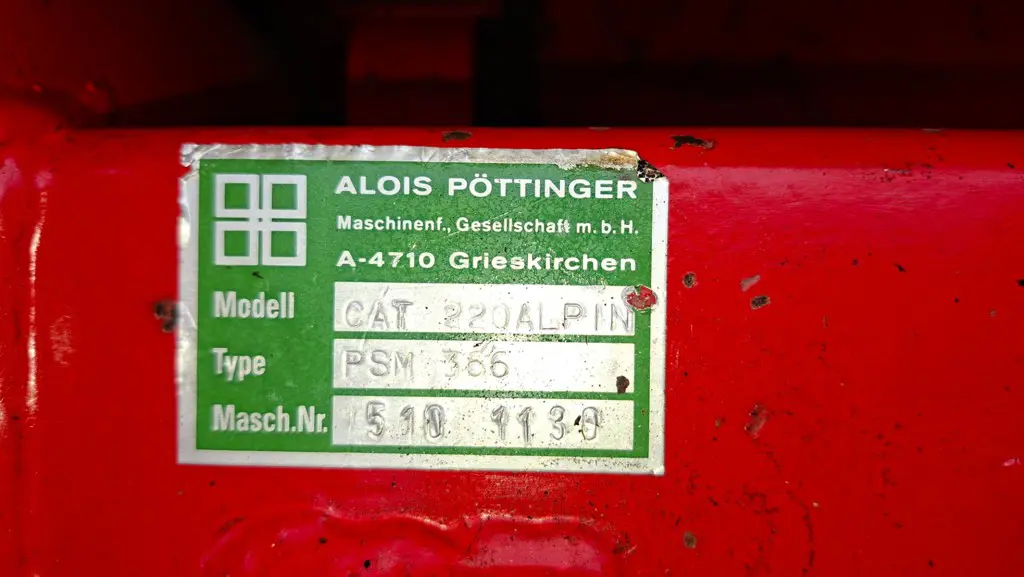 ALOIS PÖTTINGER
Maschinenf., Gesellschaft m. b. H.
A-4710 Grieskirchen
Modell CAT 220ALPIN
Type PSM 366
Masch.Nr. 510 1130